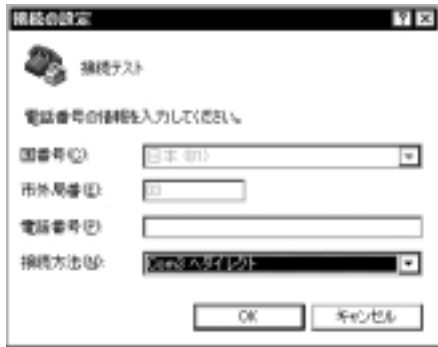 接続の設定
接続テスト
電話番号の情報を入力してください。
国番号(C):
日本 (81)
市外局番(E):
03
電話番号(P):
接続方法(N):
Com3 へダイレクト
OK
キャンセル